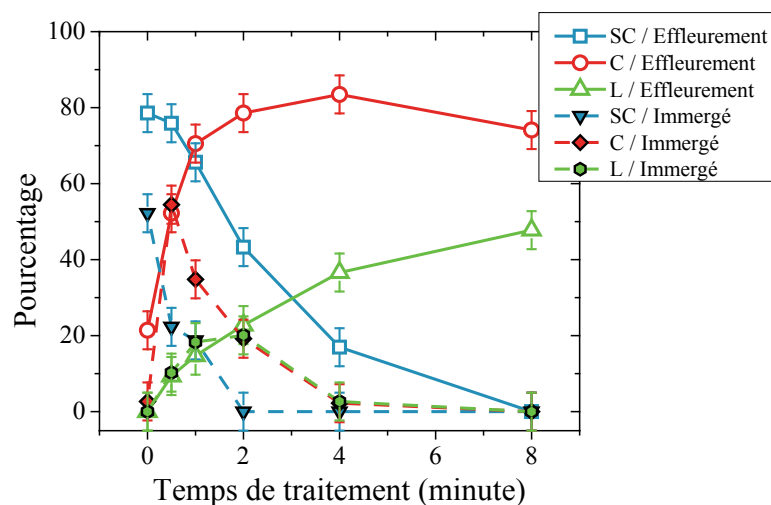 100
80
60
40
20
0
Pourcentage
0
2
4
6
8
Temps de traitement (minute)
SC / Effleurement
C / Effleurement
L / Effleurement
SC / Immergé
C / Immergé
L / Immergé